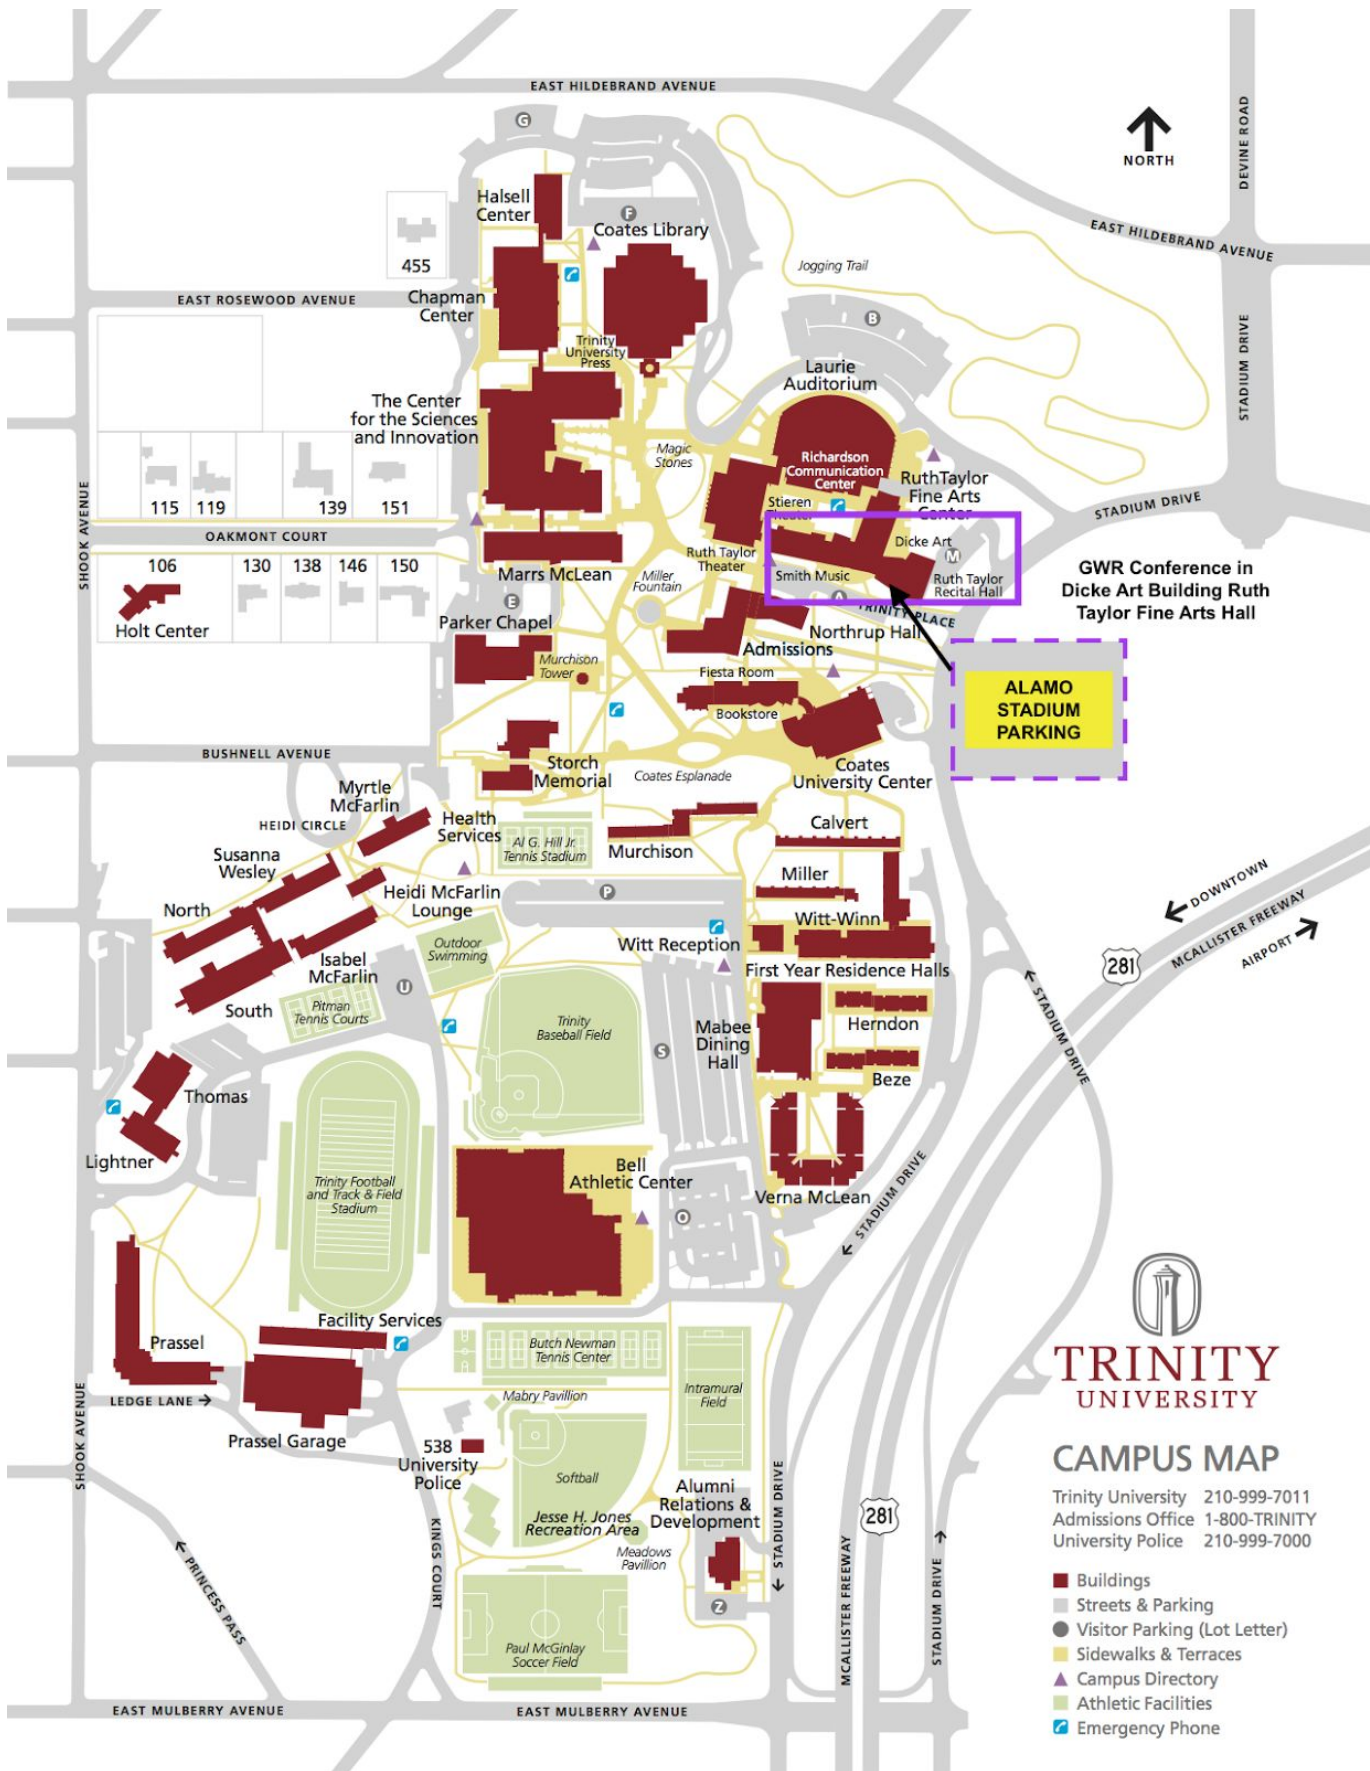 EAST HILDEBRAND AVENUE
G
NORTH
DEVINE ROAD
Halsell
Center
F
Coates Library
455
EAST HILDEBRAND AVENUE
Jogging Trail
EAST ROSEWOOD AVENUE
Chapman
Center
B
Trinity
University
Press
STADIUM DRIVE
Laurie
Auditorium
The Center
for the Sciences
and Innovation
Magic
Stones
Richardson
Communication
Center
RuthTaylor
Fine Arts
Center
115
119
139
151
Stieren
Theater
STADIUM DRIVE
SHOOK AVENUE
OAKMONT COURT
Dicke Art
M
Ruth Taylor
Theater
106
130
138
146
150
Marrs McLean
Miller
Fountain
Smith Music
Ruth Taylor
Recital Hall
GWR Conference in
Dicke Art Building Ruth
Taylor Fine Arts Hall
E
A
TRINITY PLACE
Holt Center
Parker Chapel
Northrup Hall
Admissions
Murchison
Tower
Fiesta Room
Bookstore
ALAMO
STADIUM
PARKING
BUSHNELL AVENUE
Storch
Memorial
Coates Esplanade
Coates
University Center
Myrtle
McFarlin
HEIDI CIRCLE
Health
Services
Al G. Hill Jr.
Tennis Stadium
Murchison
Calvert
Susanna
Wesley
Miller
Heidi McFarlin
Lounge
P
North
Witt-Winn
DOWNTOWN
MCALLISTER FREEWAY
AIRPORT
281
Outdoor
Swimming
Witt Reception
Isabel
McFarlin
First Year Residence Halls
U
South
Pitman
Tennis Courts
Trinity
Baseball Field
Mabee
Dining
Hall
Herndon
STADIUM DRIVE
S
Beze
Thomas
Lightner
Bell
Athletic Center
Trinity Football
and Track & Field
Stadium
Verna McLean
O
STADIUM DRIVE
Facility Services
Prassel
Butch Newman
Tennis Center
TRINITY
UNIVERSITY
LEDGE LANE
Mabry Pavillion
Intramural
Field
SHOOK AVENUE
Prassel Garage
538
University
Police
CAMPUS MAP
Softball
Alumni
Relations &
Development
Trinity University 210-999-7011
Admissions Office 1-800-TRINITY
University Police 210-999-7000
Jesse H. Jones
Recreation Area
STADIUM DRIVE
281
KINGS COURT
Meadows
Pavillion
PRINCESS PASS
MCALLISTER FREEWAY
STADIUM DRIVE
Z
Buildings
Streets & Parking
Visitor Parking (Lot Letter)
Sidewalks & Terraces
Campus Directory
Athletic Facilities
Emergency Phone
Paul McGinlay
Soccer Field
EAST MULBERRY AVENUE
EAST MULBERRY AVENUE